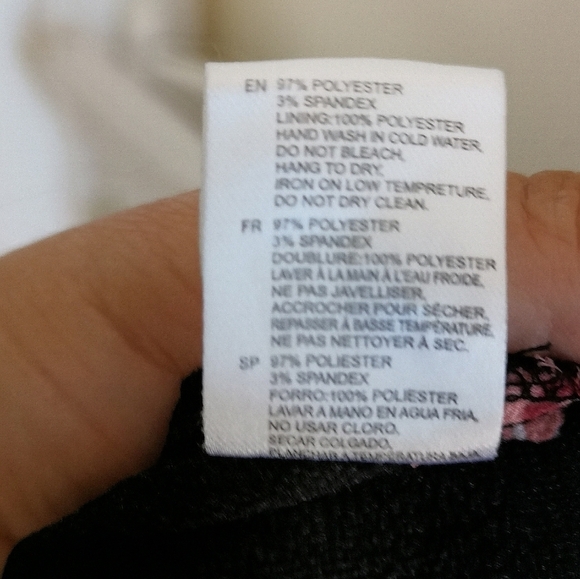 EN 97% POLYESTER
3% SPANDEX
LINING:100% POLYESTER
HAND WASH IN COLD WATER,
DO NOT BLEACH,
HANG TO DRY,
IRON ON LOW TEMPRETURE,
DO NOT DRY CLEAN.
FR 97% POLYESTER
3% SPANDEX
DOUBLURE:100% POLYESTER
LAVER À LA MAIN À L'EAU FROIDE,
NE PAS JAVELLISER,
ACCROCHER POUR SÉCHER,
REPASSER À BASSE TEMPÉRATURE,
NE PAS NETTOYER À SEC.
SP 97% POLIESTER
3% SPANDEX
FORRO:100% POLIESTER
LAVAR A MANO EN AGUA FRIA,
NO USAR CLORO,
SECAR COLGADO,
PLANCHAR A TEMPERATURA BAJA,